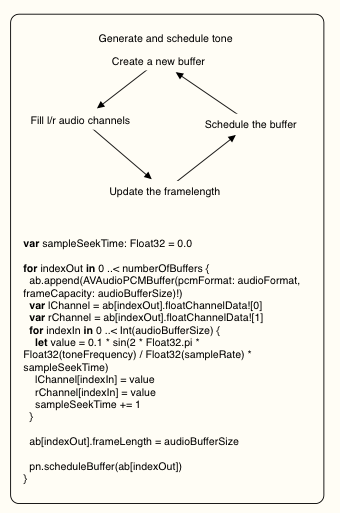 Generate and schedule tone
Create a new buffer
Fill l/r audio channels
Schedule the buffer
Update the framelength
var sampleSeekTime: Float32 = 0.0
for indexOut in 0 ..< numberOfBuffers {
ab.append(AVAudioPCMBuffer(pcmFormat: audioFormat,
frameCapacity: audioBufferSize)!)
var lChannel = ab[indexOut].floatChannelData![0]
var rChannel = ab[indexOut].floatChannelData![1]
for indexIn in 0 ..< Int(audioBufferSize) {
let value = 0.1 * sin(2 * Float32.pi *
Float32(toneFrequency) / Float32(sampleRate) *
sampleSeekTime)
lChannel[indexIn] = value
rChannel[indexIn] = value
sampleSeekTime += 1
}
ab[indexOut].frameLength = audioBufferSize
pn.scheduleBuffer(ab[indexOut])
}